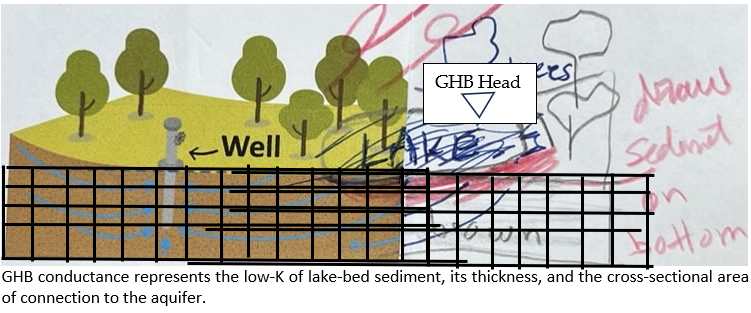 GHB Head
LAKE
Well
draw
sediment
on
bottom
GHB conductance represents the low-K of lake-bed sediment, its thickness, and the cross-sectional area
of connection to the aquifer.